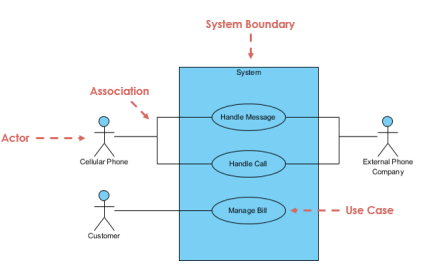 System Boundary
System
Association
Handle Message
Actor
Cellular Phone
Handle Call
External Phone
Company
Manage Bill
Use Case
Customer